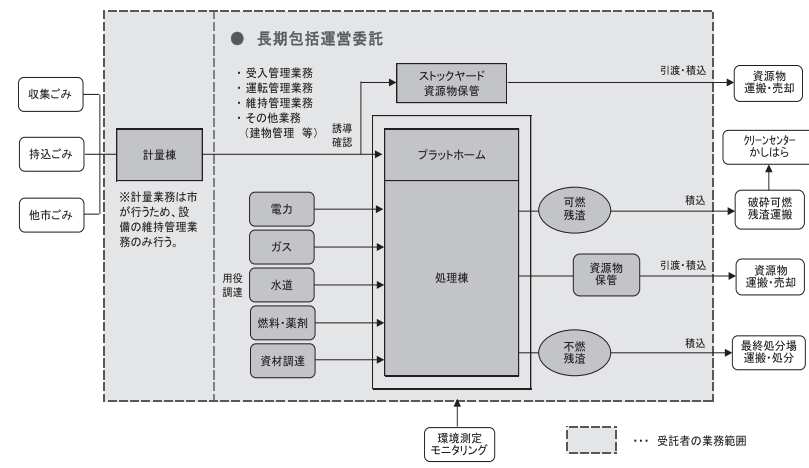 ● 長期包括運営委託
・受入管理業務
・運転管理業務
・維持管理業務
・その他業務
（建物管理 等）
誘導
確認
収集ごみ
持込ごみ
他市ごみ
計量棟
※計量業務は市
が行うため、設
備の維持管理業
務のみ行う。
ストックヤード
資源物保管
引渡・積込
資源物
運搬・売却
プラットホーム
処理棟
用役
調達
電力
ガス
水道
燃料・薬剤
資材調達
可燃
残渣
積込
破砕可燃
残渣運搬
クリーンセンター
かしはら
資源物
保管
引渡・積込
資源物
運搬・売却
不燃
残渣
積込
最終処分場
運搬・処分
環境測定
モニタリング
… 受託者の業務範囲